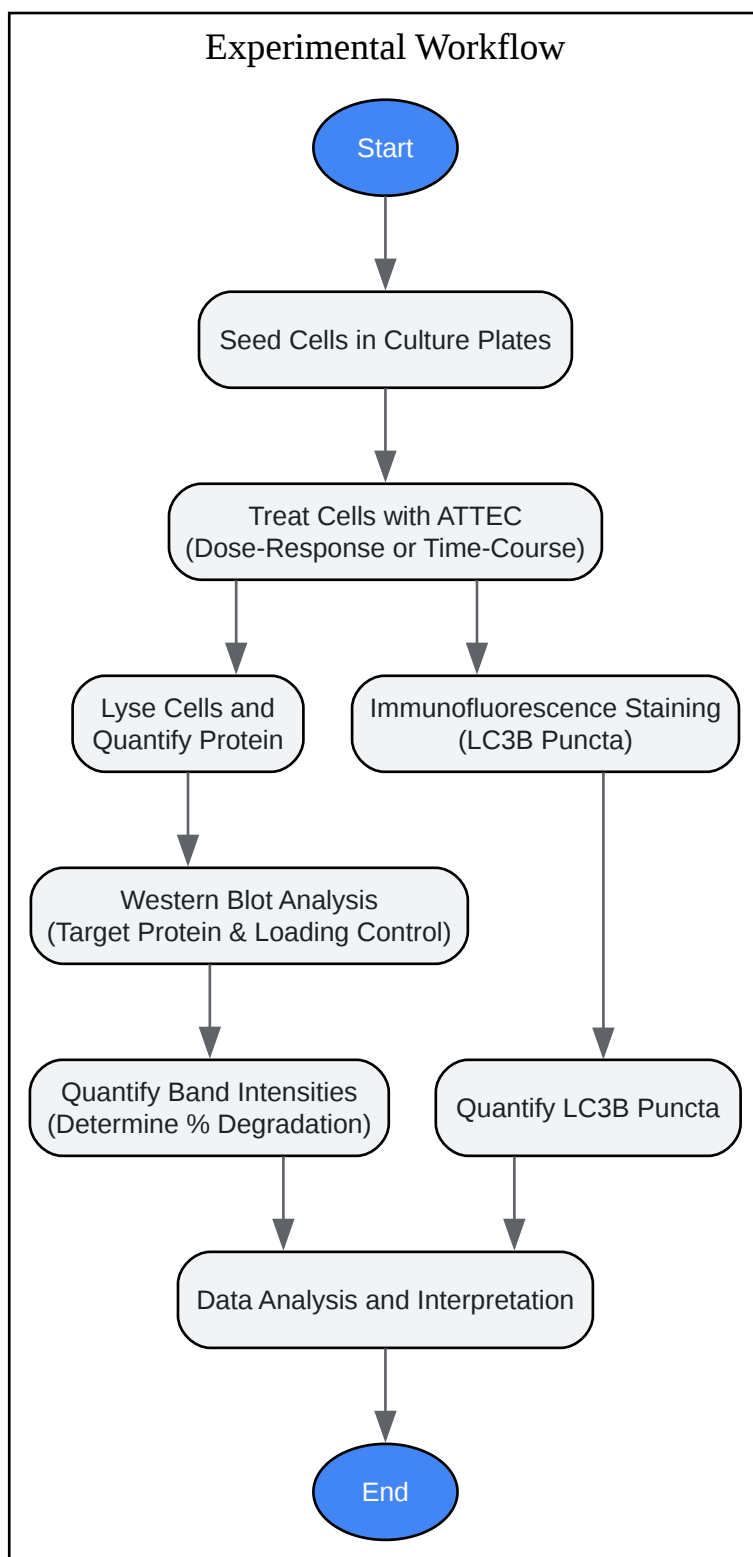 Experimental Workflow
Start
Seed Cells in Culture Plates
Treat Cells with ATTEC
(Dose-Response or Time-Course)
Lyse Cells and
Quantify Protein
Immunofluorescence Staining
(LC3B Puncta)
Western Blot Analysis
(Target Protein & Loading Control)
Quantify Band Intensities
(Determine % Degradation)
Quantify LC3B Puncta
Data Analysis and Interpretation
End